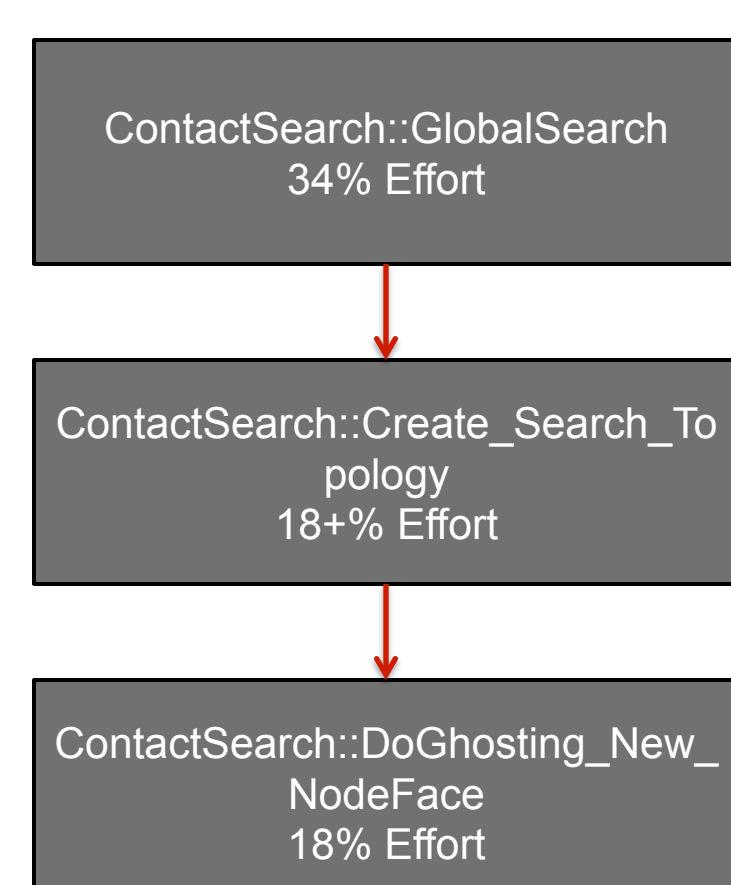 ContactSearch::GlobalSearch
34% Effort
ContactSearch::Create_Search_To
pology
18+% Effort
ContactSearch::DoGhosting_New_
NodeFace
18% Effort